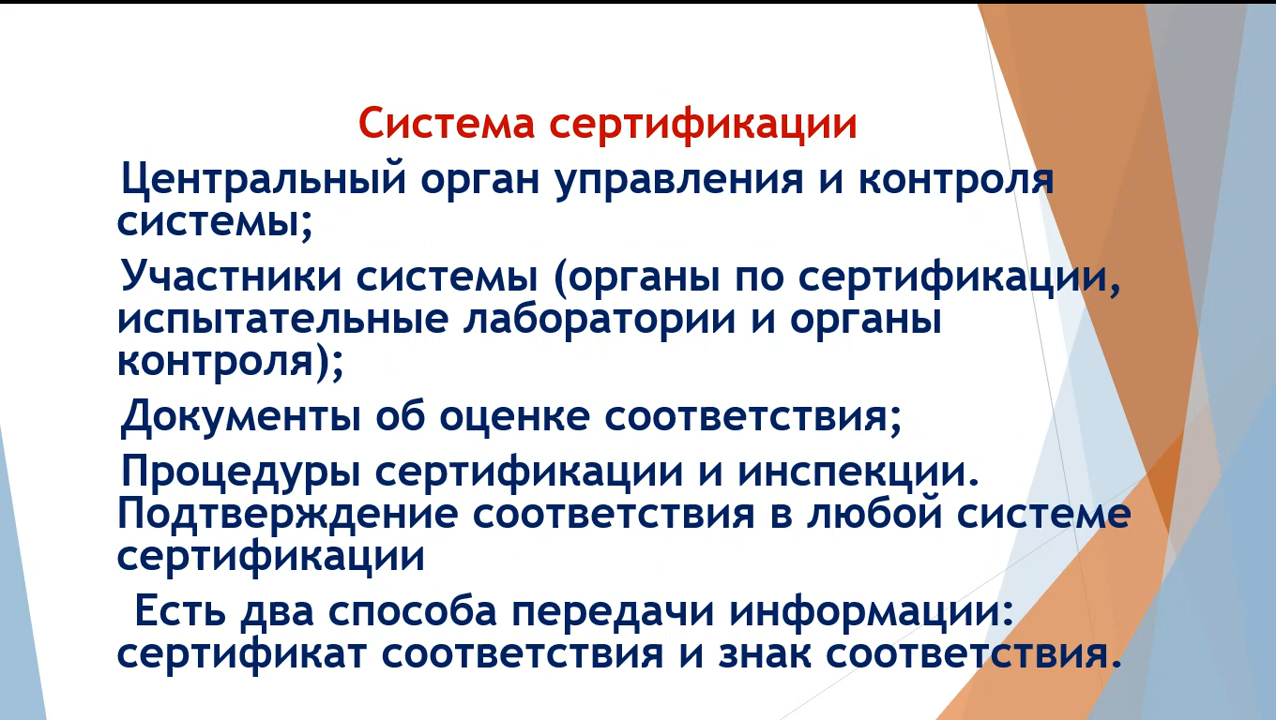 Система сертификации
Центральный орган управления и контроля
системы;
Участники системы (органы по сертификации,
испытательные лаборатории и органы
контроля);
Документы об оценке соответствия;
Процедуры сертификации и инспекции.
Подтверждение соответствия в любой системе
сертификации
Есть два способа передачи информации:
сертификат соответствия и знак соответствия.